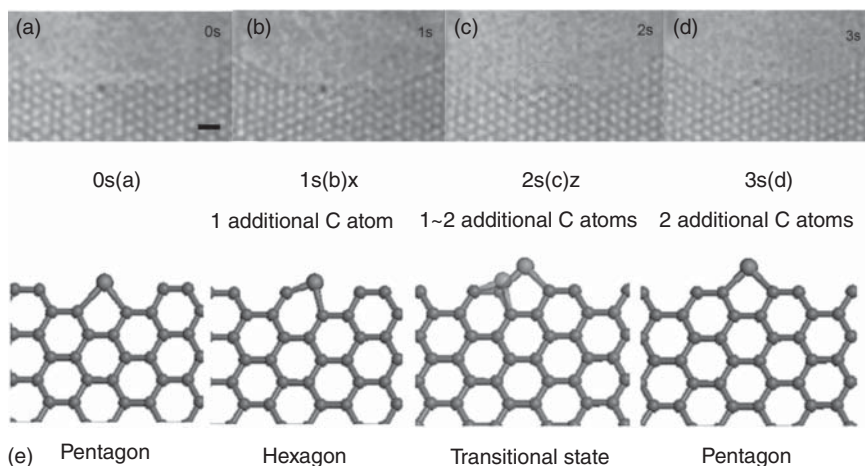 (a) 0s (b) 1s (c) 2s (d) 3s
0s(a) 1s(b)x 2s(c)z 3s(d)
1 additional C atom 1~2 additional C atoms 2 additional C atoms
(e) Pentagon Hexagon Transitional state Pentagon